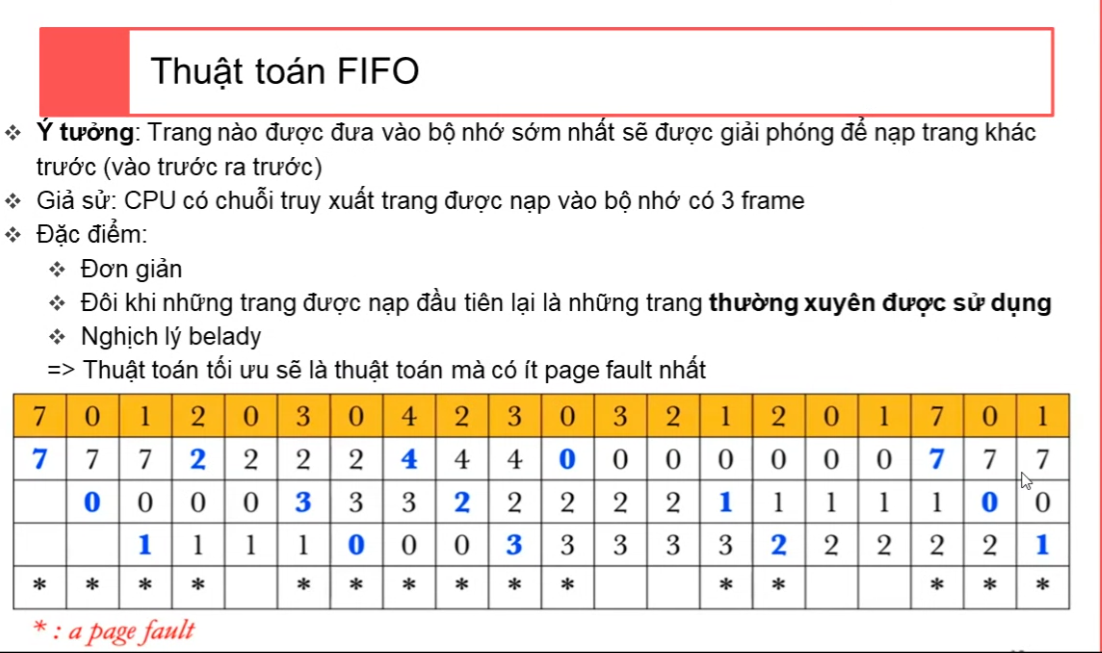 Thuật toán FIFO
❖ Ý tưởng: Trang nào được đưa vào bộ nhớ sớm nhất sẽ được giải phóng để nạp trang khác
trước (vào trước ra trước)
❖ Giả sử: CPU có chuỗi truy xuất trang được nạp vào bộ nhớ có 3 frame
❖ Đặc điểm:
❖ Đơn giản
❖ Đôi khi những trang được nạp đầu tiên lại là những trang thường xuyên được sử dụng
❖ Nghịch lý belady
=> Thuật toán tối ưu sẽ là thuật toán mà có ít page fault nhất
7 0 1 2 0 3 0 4 2 3 0 3 2 1 2 0 1 7 0 1
7 7 7 2 2 2 2 4 4 4 0 0 0 0 0 0 0 7 7 7
0 0 0 0 3 3 3 2 2 2 2 2 1 1 1 1 1 0 0
1 1 1 1 0 0 0 3 3 3 3 3 2 2 2 2 2 1
* * * * * * * * * * * * * * *
* : a page fault